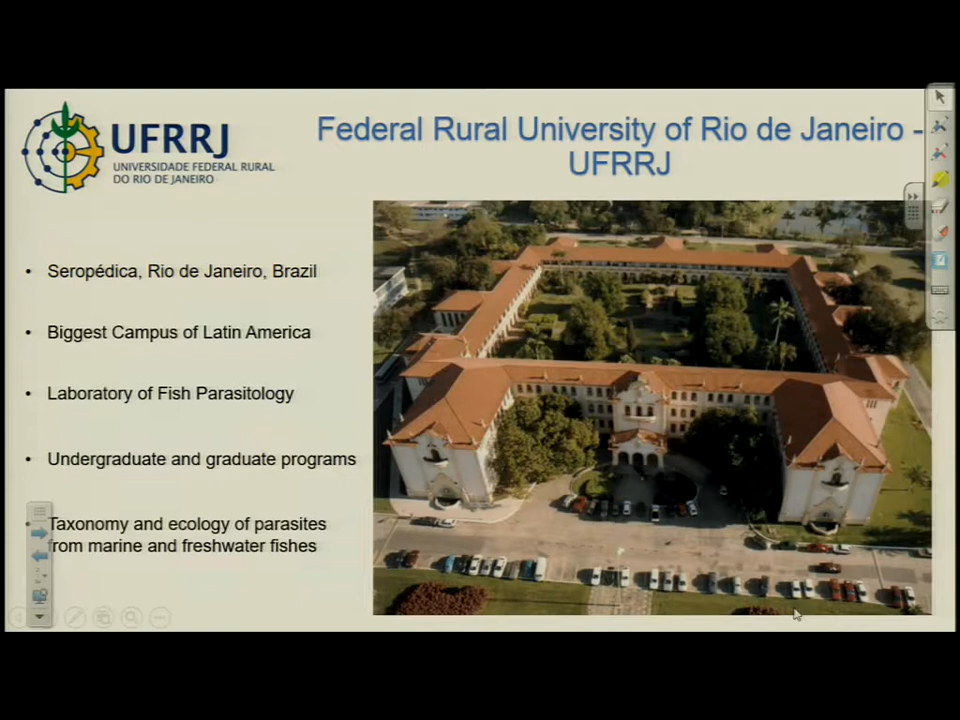 UFRRJ
UNIVERSIDADE FEDERAL RURAL
DO RIO DE JANEIRO
Federal Rural University of Rio de Janeiro -
UFRRJ
• Seropédica, Rio de Janeiro, Brazil
• Biggest Campus of Latin America
• Laboratory of Fish Parasitology
• Undergraduate and graduate programs
• Taxonomy and ecology of parasites
from marine and freshwater fishes